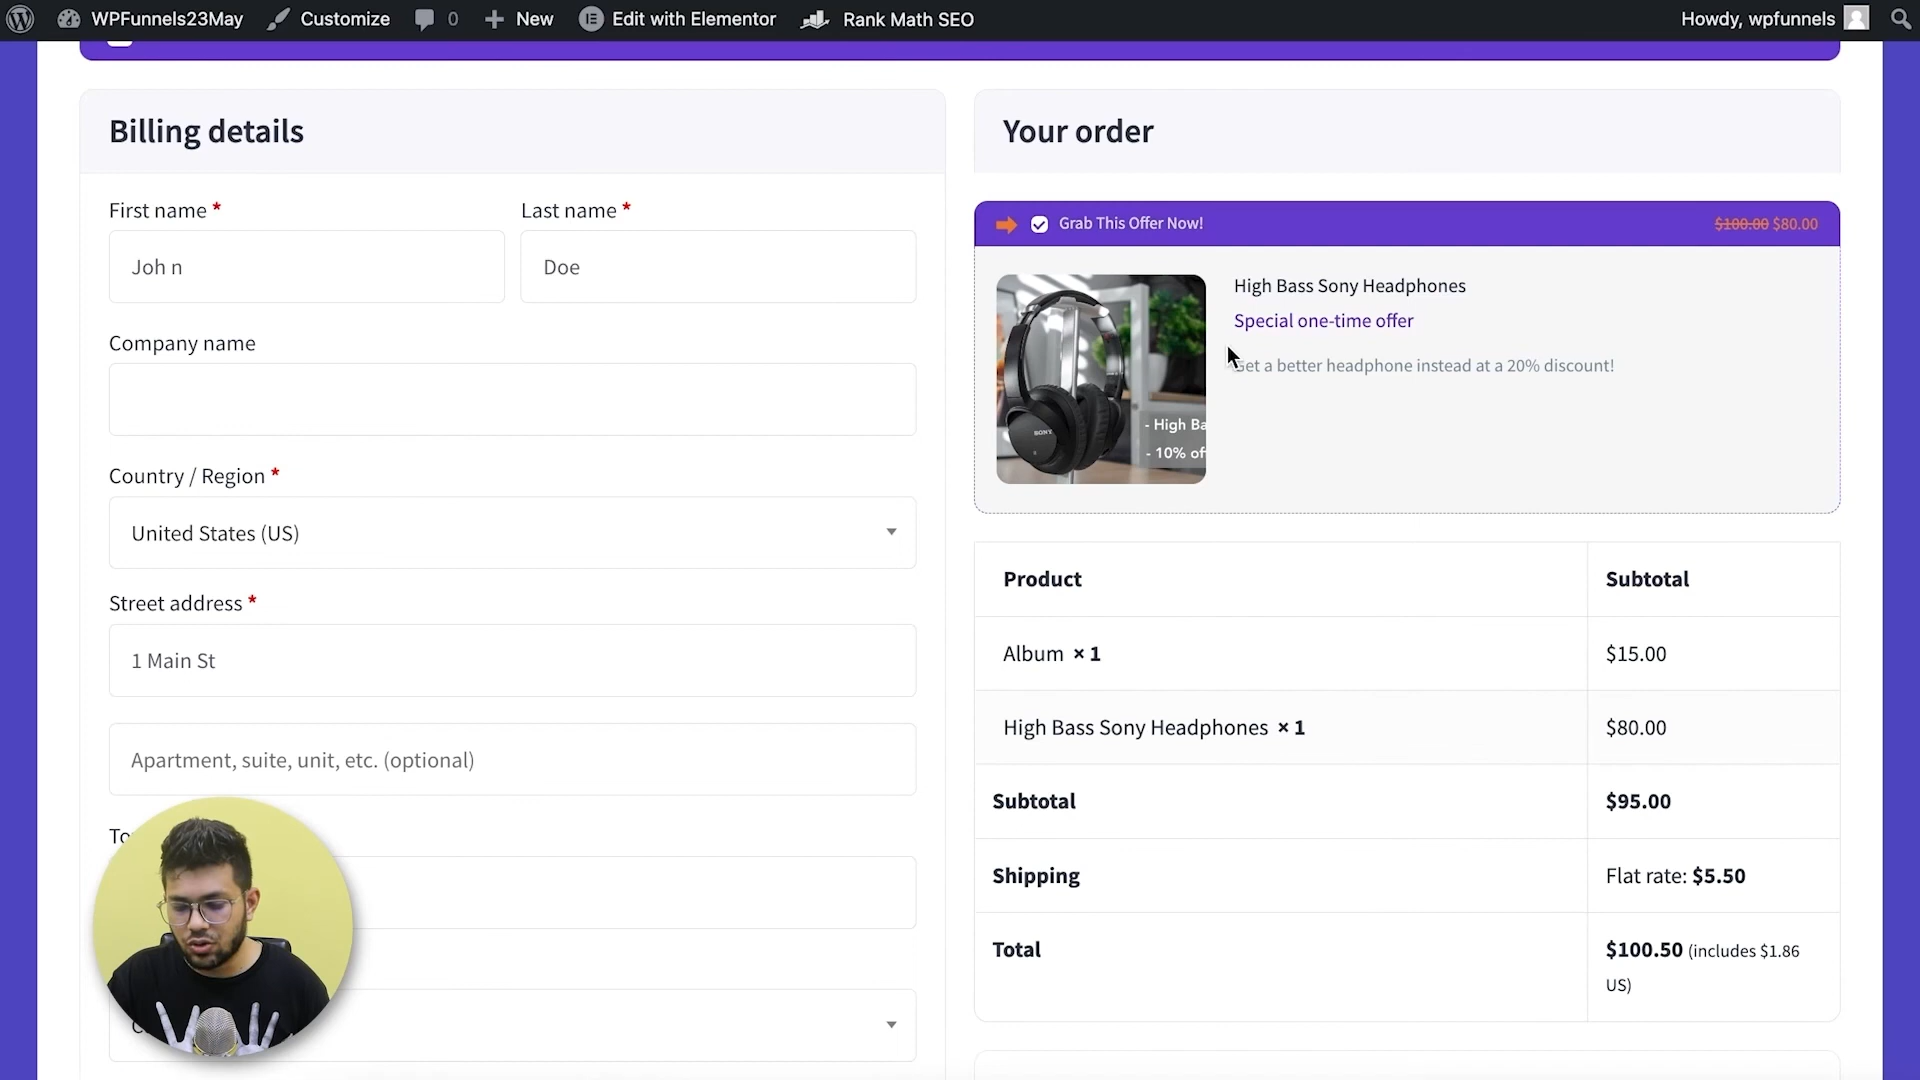 WPFunnels23May Customize 0 New Edit with Elementor Rank Math SEO Howdy, wpfunnels
Billing details
First name * Last name *
Joh n Doe
Company name
Country / Region *
United States (US)
Street address *
1 Main St
Apartment, suite, unit, etc. (optional)
To
Your order
Grab This Offer Now! $100.00 $80.00
High Bass Sony Headphones
Special one-time offer
Get a better headphone instead at a 20% discount!
SONY
- High Ba
- 10% of
Product Subtotal
Album × 1 $15.00
High Bass Sony Headphones × 1 $80.00
Subtotal $95.00
Shipping Flat rate: $5.50
Total $100.50 (includes $1.86
US)